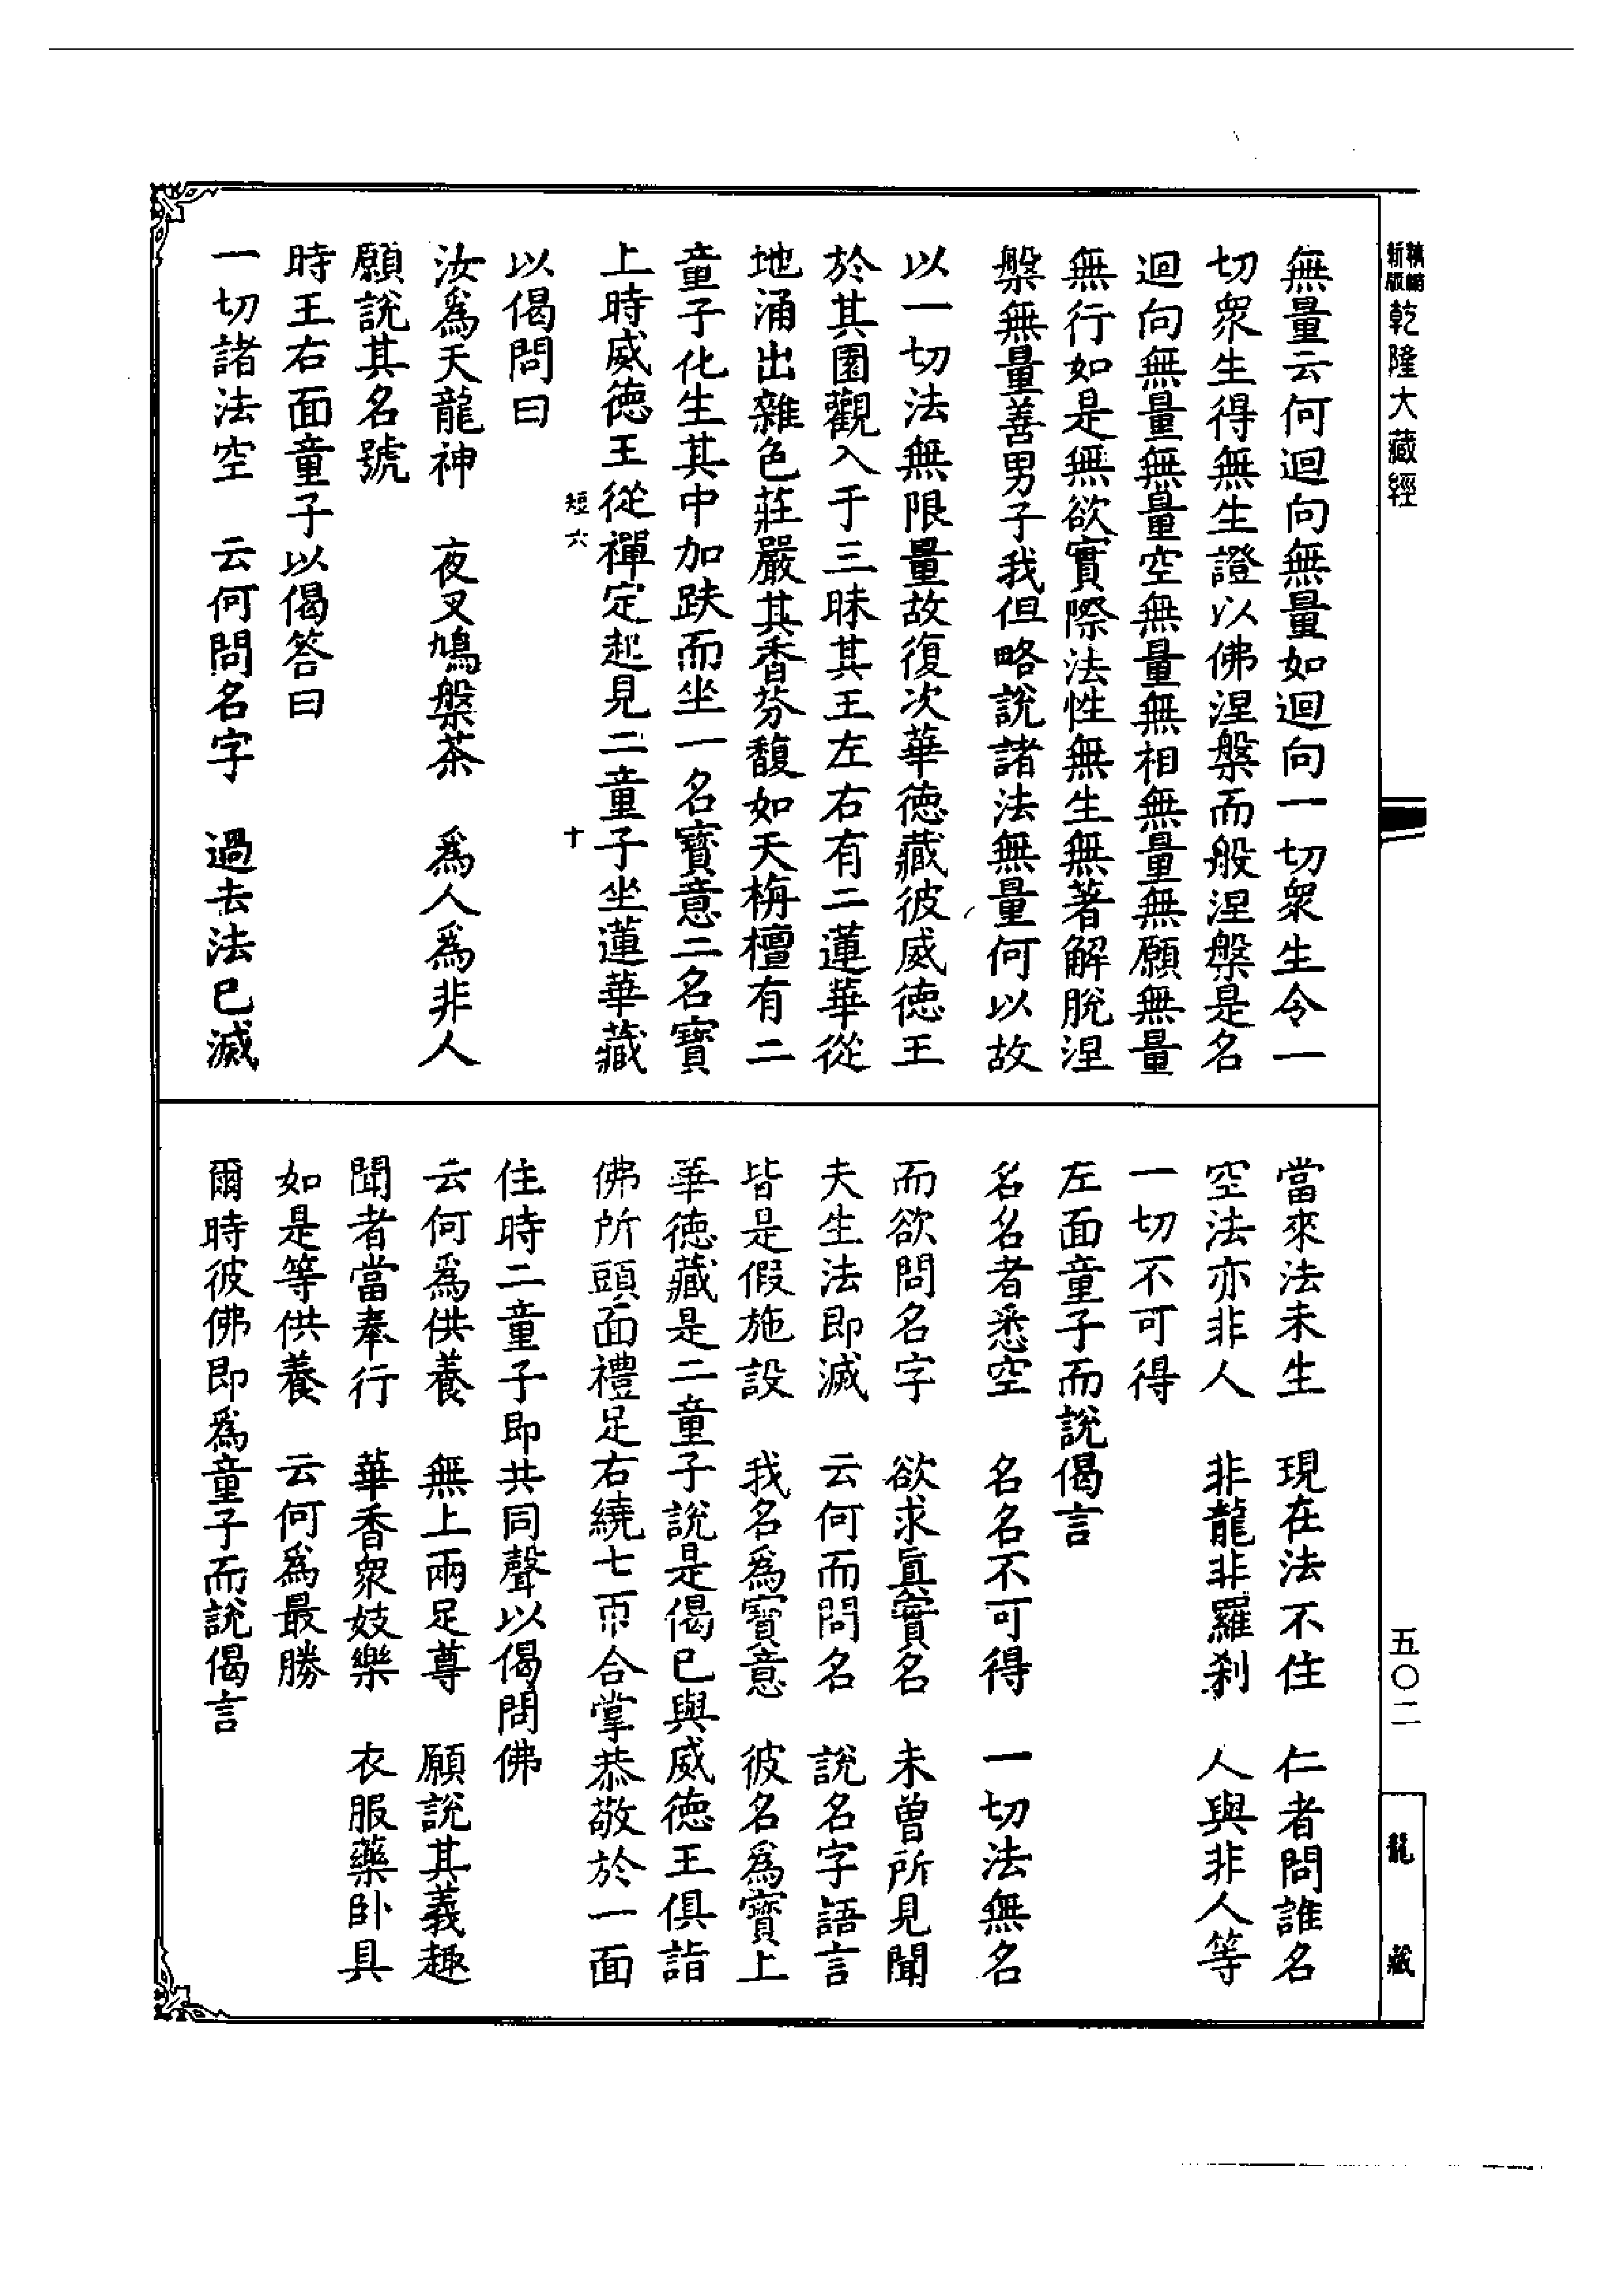 精縮
新版
乾隆大藏經
無量云何迴向無量如迴向一切眾生令一
切眾生得無生證以佛涅槃而般涅槃是名
迴向無量無量空無量無相無量無願無量
無行如是無欲實際法性無生無著解脫涅
槃無量善男子我但略說諸法無量何以故
以一切法無限量故復次華德藏彼威德王
於其園觀入于三昧其王左右有二蓮華從
地涌出雜色莊嚴其香芬馥如天栴檀有二
童子化生其中加趺而坐一名寶意二名寶
上時威德王從禪定起見二童子坐蓮華藏
短六
十
以偈問曰
汝爲天龍神　夜叉鳩槃茶　爲人爲非人
願說其名號
時王右面童子以偈答曰
一切諸法空　云何問名字　過去法已滅
當來法未生　現在法不住　仁者問誰名
空法亦非人　非龍非羅刹　人與非人等
一切不可得
左面童子而說偈言
名名者悉空　名名不可得　一切法無名
而欲問名字　欲求眞實名　未曾所見聞
夫生法即滅　云何而問名　說名字語言
皆是假施設　我名爲寶意　彼名爲寶上
華德藏是二童子說是偈已與威德王俱詣
佛所頭面禮足右繞七帀合掌恭敬於一面
住時二童子即共同聲以偈問佛
云何爲供養　無上兩足尊　願說其義趣
聞者當奉行　華香眾妓樂　衣服藥卧具
如是等供養　云何爲最勝
爾時彼佛即爲童子而說偈言
五〇二
龍藏